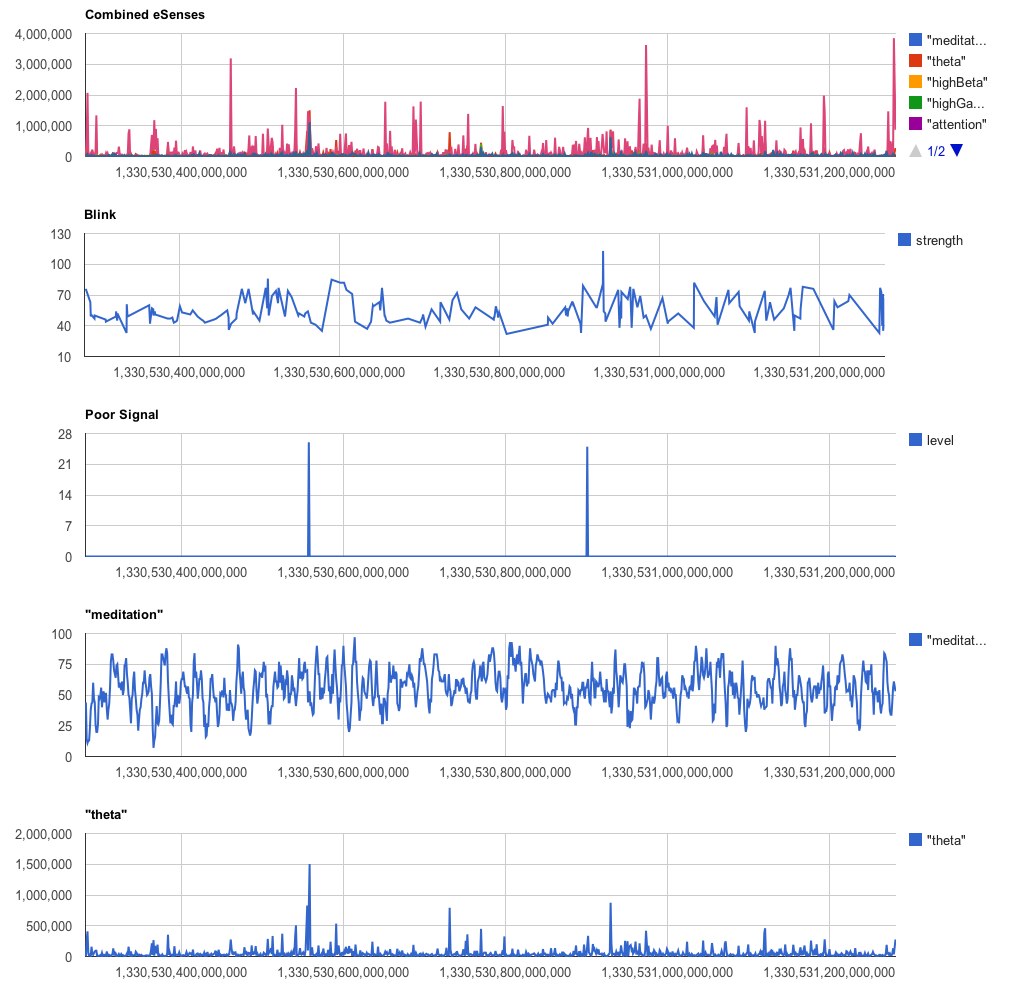 Combined eSenses
4,000,000
3,000,000
2,000,000
1,000,000
0
1,330,530,400,000,000 1,330,530,600,000,000 1,330,530,800,000,000 1,330,531,000,000,000 1,330,531,200,000,000
"meditat...
"theta"
"highBeta"
"highGa...
"attention"
1/2
Blink
130
100
70
40
10
1,330,530,400,000,000 1,330,530,600,000,000 1,330,530,800,000,000 1,330,531,000,000,000 1,330,531,200,000,000
strength
Poor Signal
28
21
14
7
0
1,330,530,400,000,000 1,330,530,600,000,000 1,330,530,800,000,000 1,330,531,000,000,000 1,330,531,200,000,000
level
"meditation"
100
75
50
25
0
1,330,530,400,000,000 1,330,530,600,000,000 1,330,530,800,000,000 1,330,531,000,000,000 1,330,531,200,000,000
"meditat...
"theta"
2,000,000
1,500,000
1,000,000
500,000
0
1,330,530,400,000,000 1,330,530,600,000,000 1,330,530,800,000,000 1,330,531,000,000,000 1,330,531,200,000,000
"theta"